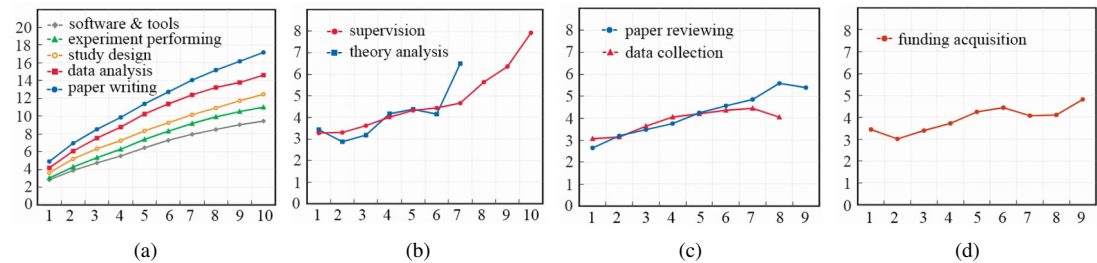 20
18
16
14
12
10
8
6
4
2
0
software & tools
experiment performing
study design
data analysis
paper writing
1 2 3 4 5 6 7 8 9 10
(a)
8
7
6
5
4
3
2
1
0
supervision
theory analysis
1 2 3 4 5 6 7 8 9 10
(b)
8
7
6
5
4
3
2
1
0
paper reviewing
data collection
1 2 3 4 5 6 7 8 9
(c)
8
7
6
5
4
3
2
1
0
funding acquisition
1 2 3 4 5 6 7 8 9
(d)